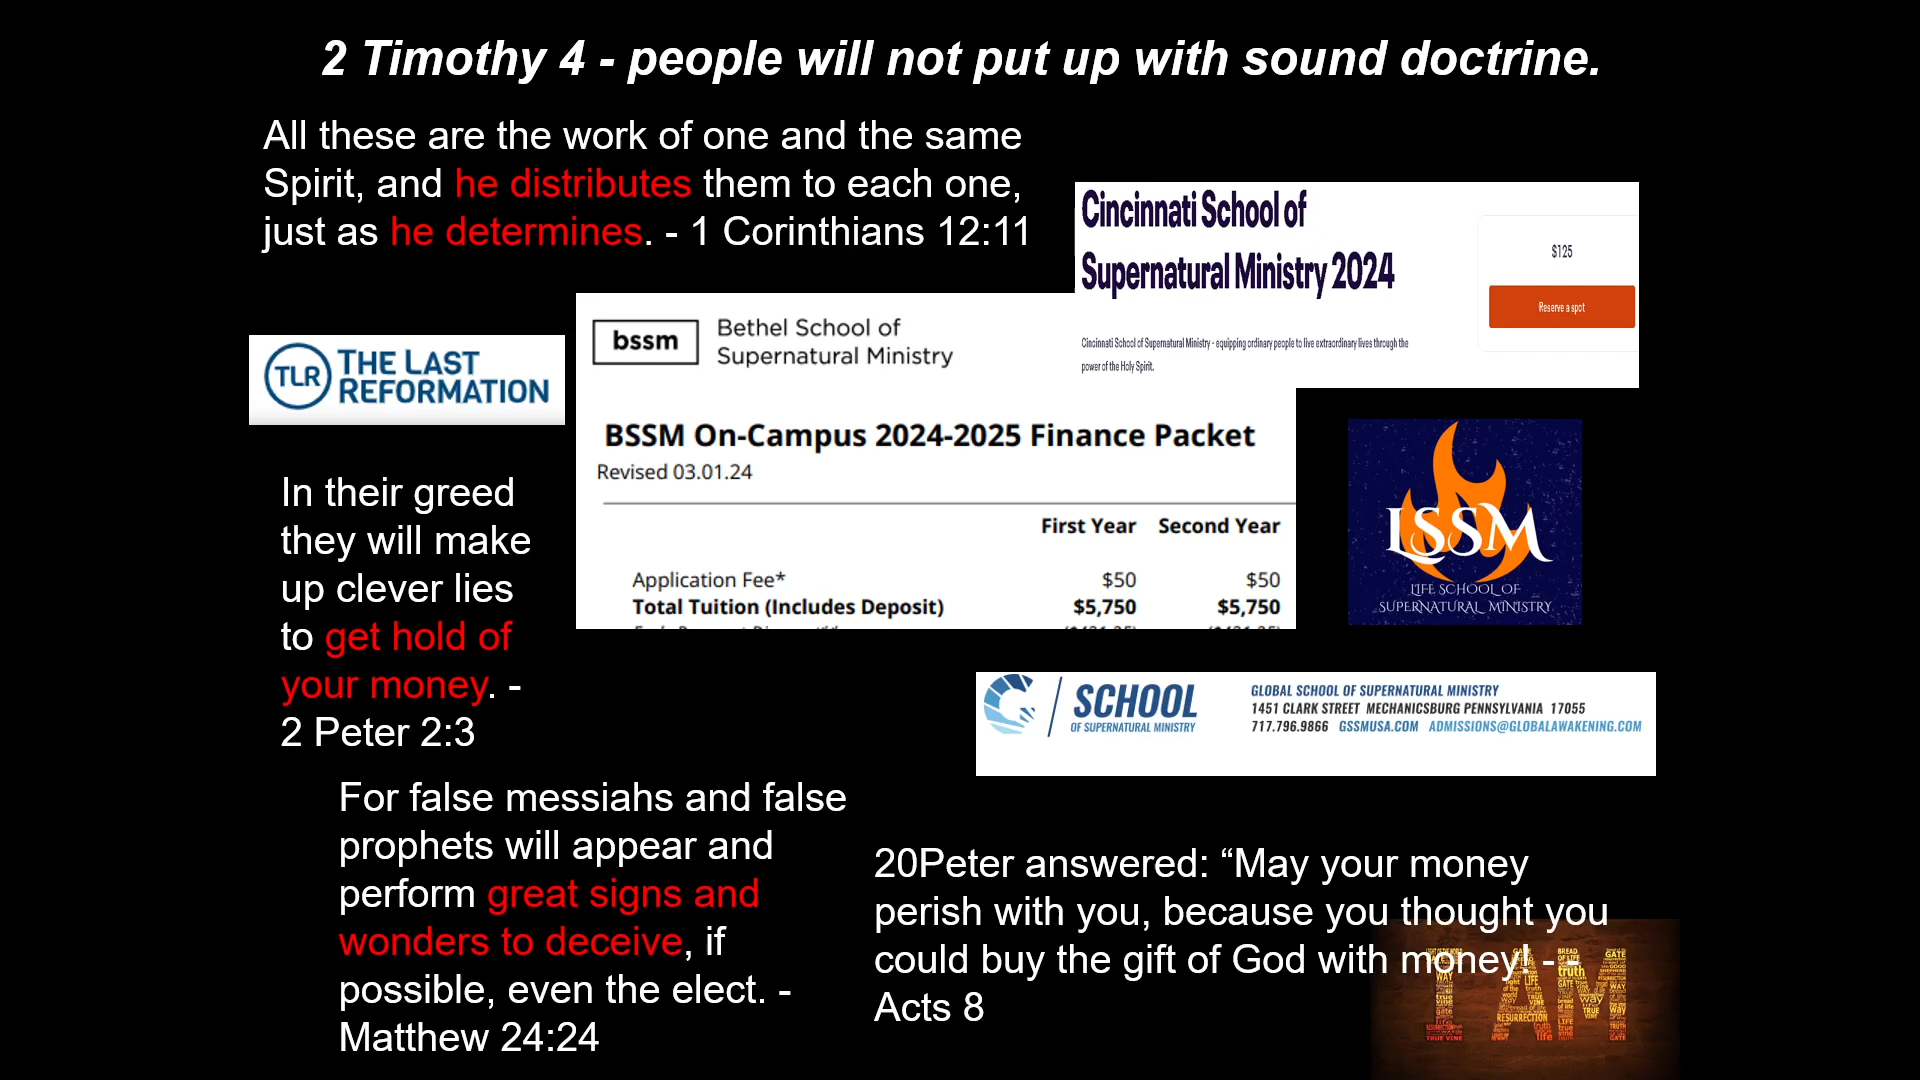 2 Timothy 4 - people will not put up with sound doctrine.
All these are the work of one and the same
Spirit, and he distributes them to each one,
just as he determines. - 1 Corinthians 12:11
Cincinnati School of
Supernatural Ministry 2024
$125
Reserve a spot
Cincinnati School of Supernatural Ministry - equipping ordinary people to live extraordinary lives through the
power of the Holy Spirit.
TLR THE LAST
REFORMATION
bssm
Bethel School of
Supernatural Ministry
BSSM On-Campus 2024-2025 Finance Packet
Revised 03.01.24
First Year Second Year
Application Fee* $50 $50
Total Tuition (Includes Deposit) $5,750 $5,750
LSSM
LIFE SCHOOL OF
SUPERNATURAL MINISTRY
In their greed
they will make
up clever lies
to get hold of
your money. -
2 Peter 2:3
G / SCHOOL
OF SUPERNATURAL MINISTRY
GLOBAL SCHOOL OF SUPERNATURAL MINISTRY
1451 CLARK STREET MECHANICSBURG PENNSYLVANIA 17055
717.796.9866 GSSMUSA.COM ADMISSIONS@GLOBALAWAKENING.COM
For false messiahs and false
prophets will appear and
perform great signs and
wonders to deceive, if
possible, even the elect. -
Matthew 24:24
20Peter answered: “May your money
perish with you, because you thought you
could buy the gift of God with money! - -
Acts 8
I AM